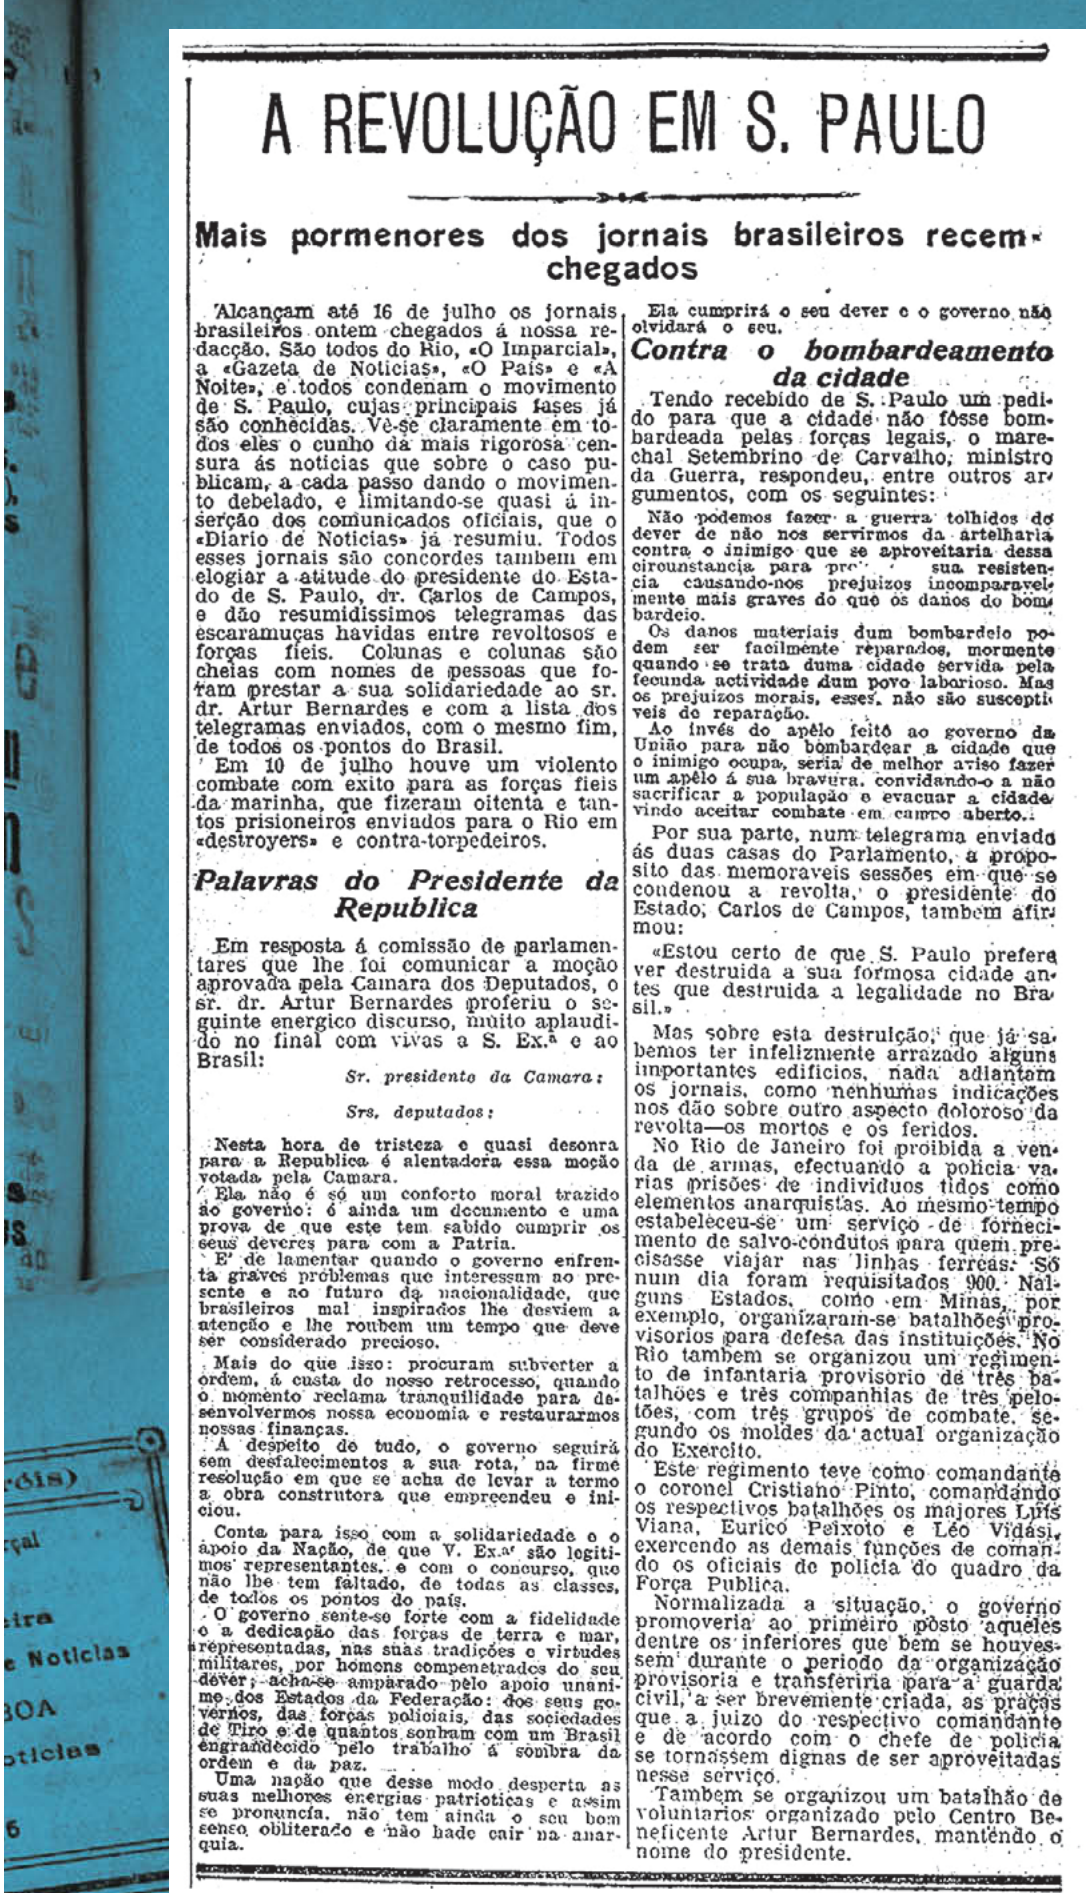 A REVOLUÇÃO EM S. PAULO
Mais pormenores dos jornais brasileiros recem-
chegados
Alcançam até 16 de julho os jornais
brasileiros ontem chegados á nossa re-
dacção. São todos do Rio, «O Imparcial»,
a «Gazeta de Noticias», «O País» e «A
Noite», e todos condenam o movimento
de S. Paulo, cujas principais fases já
são conhecidas. Vê-se claramente em to-
dos eles o cunho da mais rigorosa cen-
sura ás noticias que sobre o caso pu-
blicam, a cada passo dando o movimen-
to debelado, e limitando-se quasi á in-
serção dos comunicados oficiais, que o
«Diario de Noticias» já resumiu. Todos
esses jornais são concordes tambem em
elogiar a atitude do presidente do Esta-
do de S. Paulo, dr. Carlos de Campos,
e dão resumidissimos telegramas das
escaramuças havidas entre revoltosos e
forças fieis. Colunas e colunas são
cheias com nomes de pessoas que fo-
ram prestar a sua solidariedade ao sr.
dr. Artur Bernardes e com a lista dos
telegramas enviados, com o mesmo fim,
de todos os pontos do Brasil.
Em 10 de julho houve um violento
combate com exito para as forças fieis
da marinha, que fizeram oitenta e tan-
tos prisioneiros enviados para o Rio em
«destroyers» e contra-torpedeiros.
Palavras do Presidente da
Republica
Em resposta á comissão de parlamen-
tares que lhe foi comunicar a moção
aprovada pela Camara dos Deputados, o
sr. dr. Artur Bernardes proferiu o se-
guinte energico discurso, muito aplaudi-
do no final com vivas a S. Ex.ª e ao
Brasil:
Sr. presidente da Camara:
Srs. deputados:
Nesta hora de tristeza e quasi desonra
para a Republica é alentadora essa moção
votada pela Camara.
Ela não é só um conforto moral trazido
ao governo: é ainda um documento e uma
prova de que este tem sabido cumprir os
seus deveres para com a Patria.
E' de lamentar quando o governo enfren-
ta graves problemas que interessam ao pre-
sente e ao futuro da nacionalidade, que
brasileiros mal inspirados lhe desviem a
atenção e lhe roubem um tempo que deve
ser considerado precioso.
Mais do que isso: procuram subverter a
ordem, á custa do nosso retrocesso, quando
o momento reclama tranquilidade para de-
senvolvermos nossa economia e restaurarmos
nossas finanças.
A despeito de tudo, o governo seguirá
sem desfalecimentos a sua rota, na firme
resolução em que se acha de levar a termo
a obra construtora que empreendeu e ini-
ciou.
Conta para isso com a solidariedade e o
apoio da Nação, de que V. Ex.as são legiti-
mos representantes, e com o concurso, que
não lhe tem faltado, de todas as classes,
de todos os pontos do país.
O governo sente-se forte com a fidelidade
e a dedicação das forças de terra e mar,
representadas, nas suas tradições e virtudes
militares, por homens compenetrados do seu
dever; acha-se amparado pelo apoio unani-
me dos Estados da Federação: dos seus go-
vernos, das forças policiais, das sociedades
de Tiro e de quantos sonham com um Brasil
engrandecido pelo trabalho á sombra da
ordem e da paz.
Uma nação que desse modo desperta as
suas melhores energias patrioticas e assim
se pronuncía, não tem ainda o seu bom
senso obliterado e não hade cair na anar-
quia.
Ela cumprirá o seu dever e o governo não
olvidará o seu.
Contra o bombardeamento
da cidade
Tendo recebido de S. Paulo um pedi-
do para que a cidade não fôsse bom-
bardeada pelas forças legais, o mare-
chal Setembrino de Carvalho, ministro
da Guerra, respondeu, entre outros ar-
gumentos, com os seguintes:
Não podemos fazer a guerra tolhidos do
dever de não nos servirmos da artelharia
contra o inimigo que se aproveitaria dessa
circunstancia para sua resisten-
cia causando-nos prejuizos incomparavel-
mente mais graves do que os danos do bom-
bardeio.
Os danos materiais dum bombardeio po-
dem ser facilmente reparados, mormente
quando se trata duma cidade servida pela
fecunda actividade dum povo laborioso. Mas
os prejuizos morais, esses, não são suscepti-
veis de reparação.
Ao invés do apêlo feito ao governo da
União para não bombardear a cidade que
o inimigo ocupa, seria de melhor aviso fazer
um apêlo á sua bravura, convidando-o a não
sacrificar a população e evacuar a cidade
vindo aceitar combate em campo aberto.
Por sua parte, num telegrama enviado
ás duas casas do Parlamento, a propo-
sito das memoraveis sessões em que se
condenou a revolta, o presidente do
Estado, Carlos de Campos, tambem afir-
mou:
«Estou certo de que S. Paulo prefere
ver destruida a sua formosa cidade an-
tes que destruida a legalidade no Bra-
sil.»
Mas sobre esta destruição, que já sa-
bemos ter infelizmente arrazado alguns
importantes edificios, nada adiantam
os jornais, como nenhumas indicações
nos dão sobre outro aspecto doloroso da
revolta—os mortos e os feridos.
No Rio de Janeiro foi proibida a ven-
da de armas, efectuando a policia va-
rias prisões de individuos tidos como
elementos anarquistas. Ao mesmo tempo
estabeleceu-se um serviço de forneci-
mento de salvo-condutos para quem pre-
cisasse viajar nas linhas ferreas. Só
num dia foram requisitados 900. Nal-
guns Estados, como em Minas, por
exemplo, organizaram-se batalhões pro-
visorios para defesa das instituições. No
Rio tambem se organizou um regimen-
to de infantaria provisorio de três ba-
talhões e três companhias de três pelo-
tões, com três grupos de combate, se-
gundo os moldes da actual organização
do Exercito.
Este regimento teve como comandante
o coronel Cristiano Pinto, comandando
os respectivos batalhões os majores Luís
Viana, Eurico Peixoto e Léo Vidasi,
exercendo as demais funções de coman-
do os oficiais de policia do quadro da
Força Publica.
Normalizada a situação, o governo
promoveria ao primeiro posto aqueles
dentre os inferiores que bem se houves-
sem durante o periodo da organização
provisoria e transfériria para a guarda
civil, a ser brevemente criada, as praças
que a juizo do respectivo comandante
e de acordo com o chefe de policia
se tornassem dignas de ser aproveitadas
nesse serviço.
Tambem se organizou um batalhão de
voluntarios organizado pelo Centro Be-
neficente Artur Bernardes, mantendo o
nome do presidente.
Noticias
6